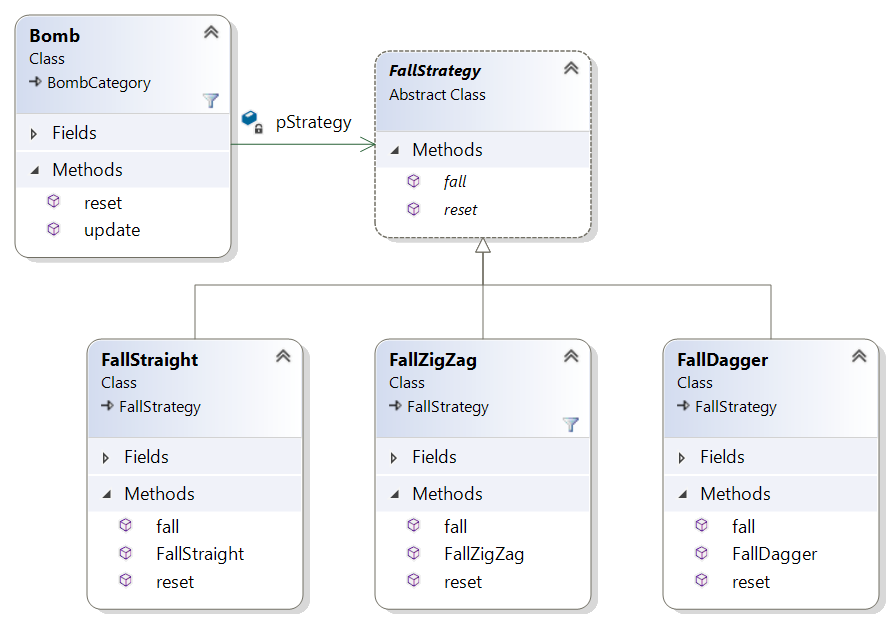 Bomb
Class
BombCategory
Fields
Methods
reset
update
pStrategy
FallStrategy
Abstract Class
Methods
fall
reset
FallStraight
Class
FallStrategy
Fields
Methods
fall
FallStraight
reset
FallZigZag
Class
FallStrategy
Fields
Methods
fall
FallZigZag
reset
FallDagger
Class
FallStrategy
Fields
Methods
fall
FallDagger
reset